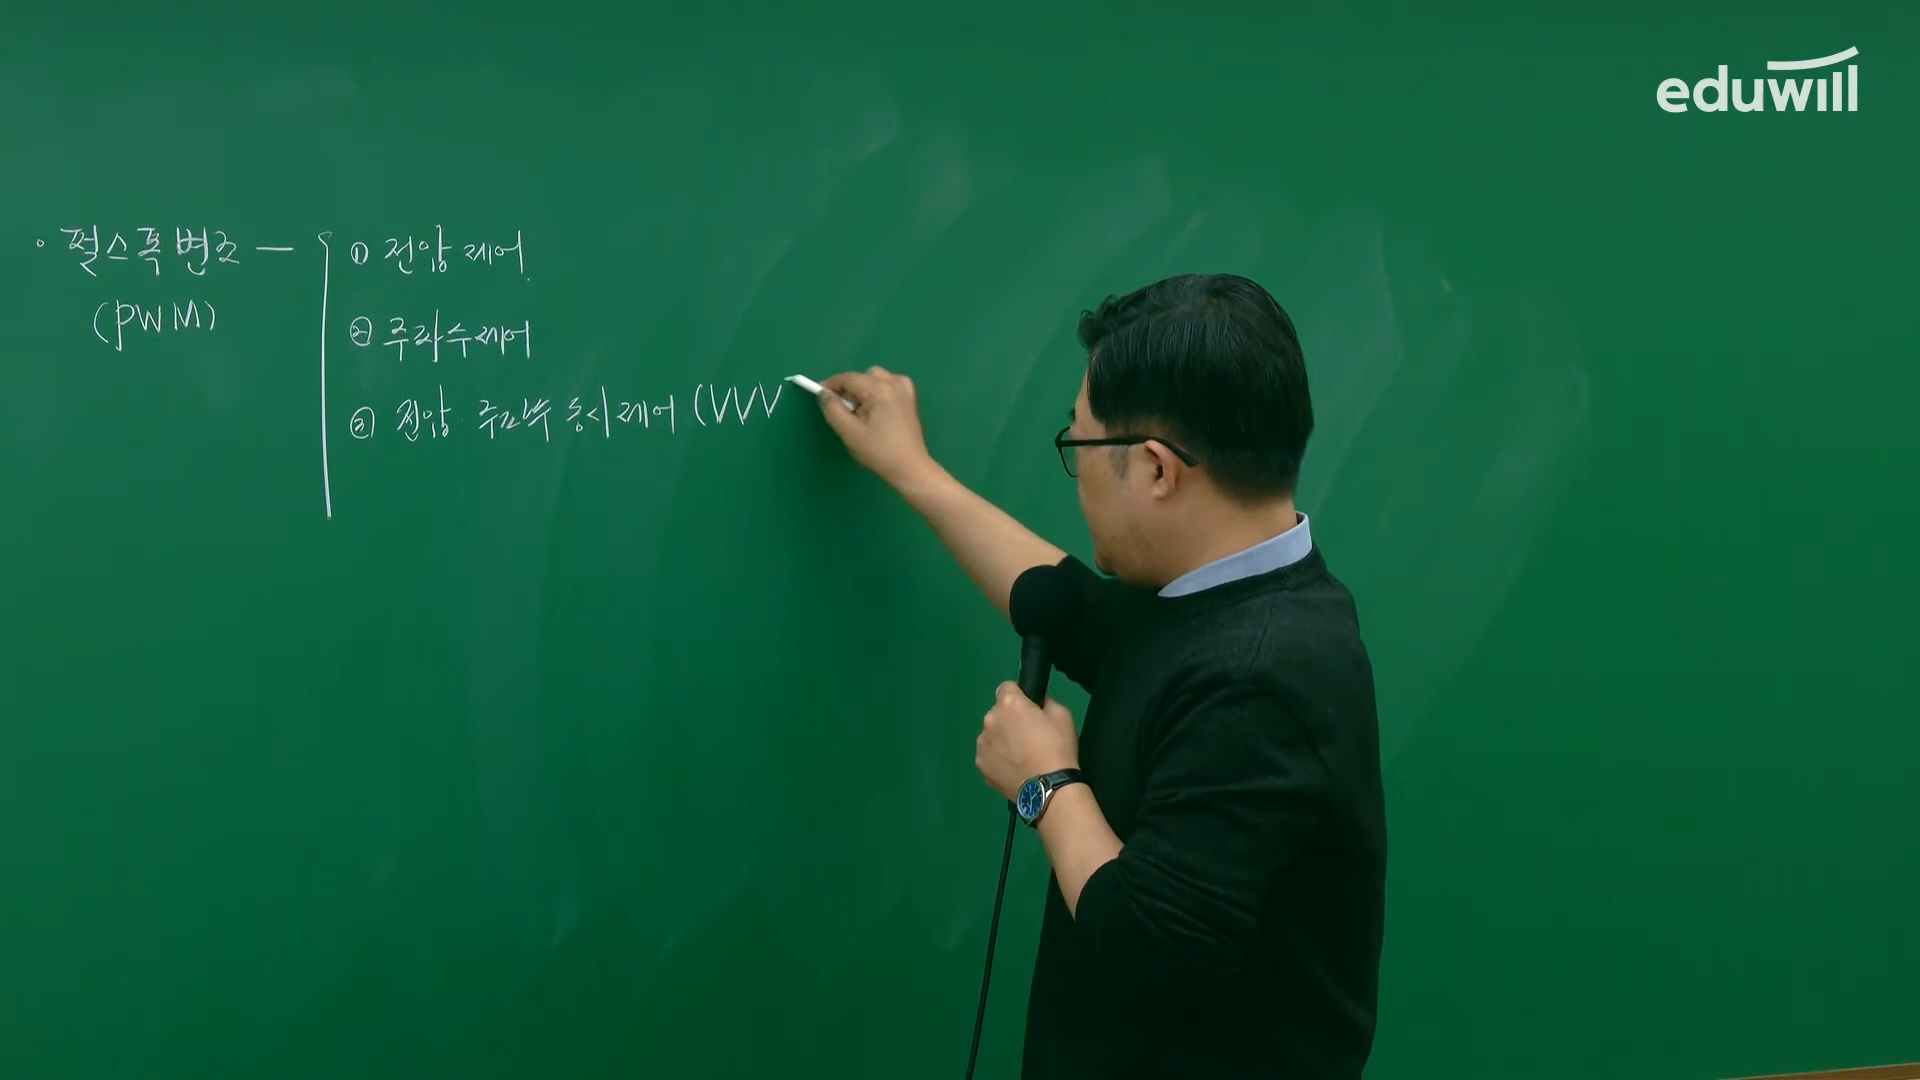 eduwill
• 펄스폭변조 — ① 전압제어
(PWM)
② 주파수제어
③ 전압·주파수 동시제어 (VVV